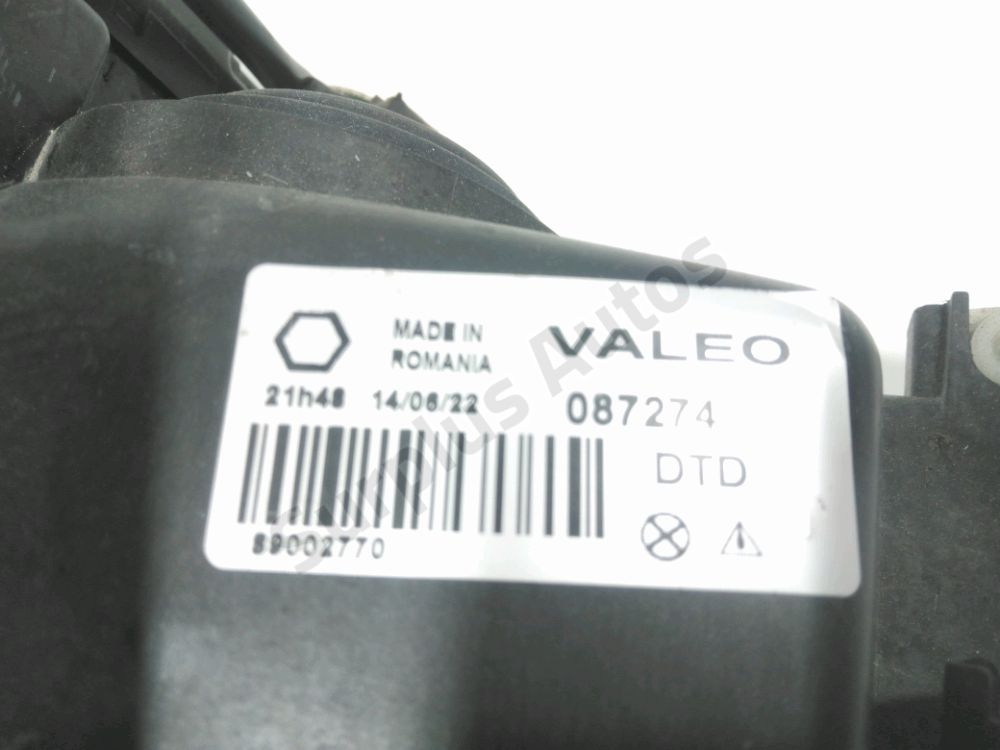 MADE IN
ROMANIA
VALEO
21h48 14/06/22
087274
DTD
89002770
Surplus Autos